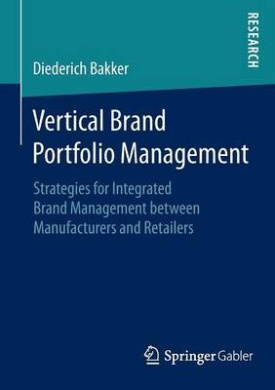 RESEARCH
Diederich Bakker
Vertical Brand
Portfolio Management
Strategies for Integrated
Brand Management between
Manufacturers and Retailers
Springer Gabler